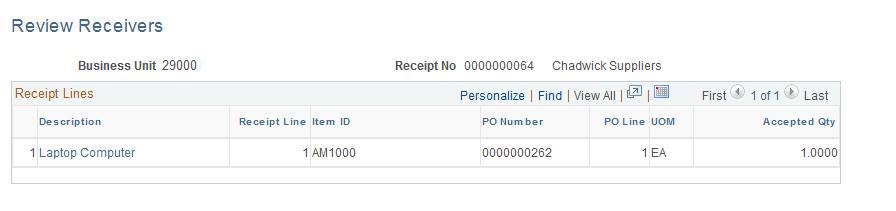 Review Receivers
Business Unit 29000 Receipt No 0000000064 Chadwick Suppliers
Receipt Lines Personalize | Find | View All | | First 1 of 1 Last
Description Receipt Line Item ID PO Number PO Line UOM Accepted Qty
1 Laptop Computer 1 AM1000 0000000262 1 EA 1.0000